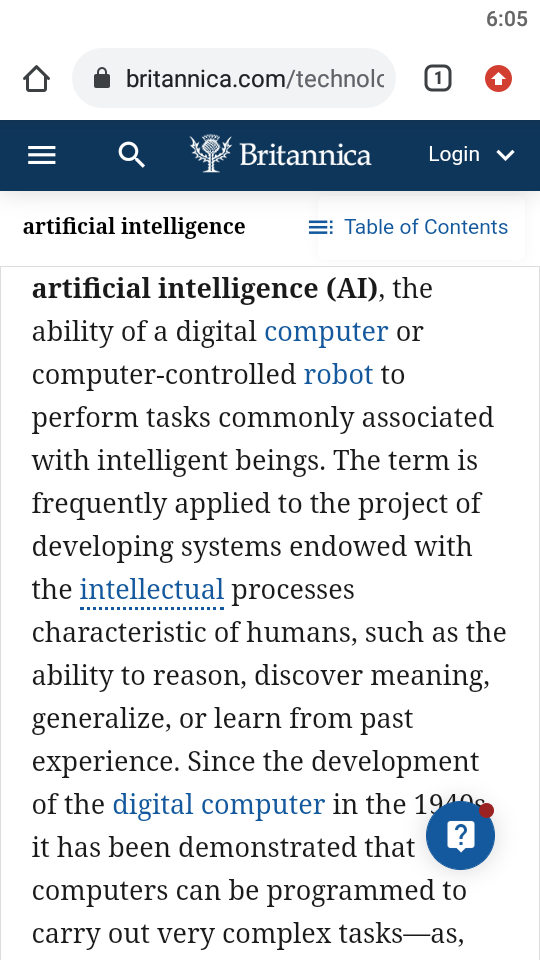 6:05
britannica.com/technolo
1
Britannica
Login
artificial intelligence
Table of Contents
artificial intelligence (AI), the
ability of a digital computer or
computer-controlled robot to
perform tasks commonly associated
with intelligent beings. The term is
frequently applied to the project of
developing systems endowed with
the intellectual processes
characteristic of humans, such as the
ability to reason, discover meaning,
generalize, or learn from past
experience. Since the development
of the digital computer in the 1940s
it has been demonstrated that
computers can be programmed to
carry out very complex tasks—as,